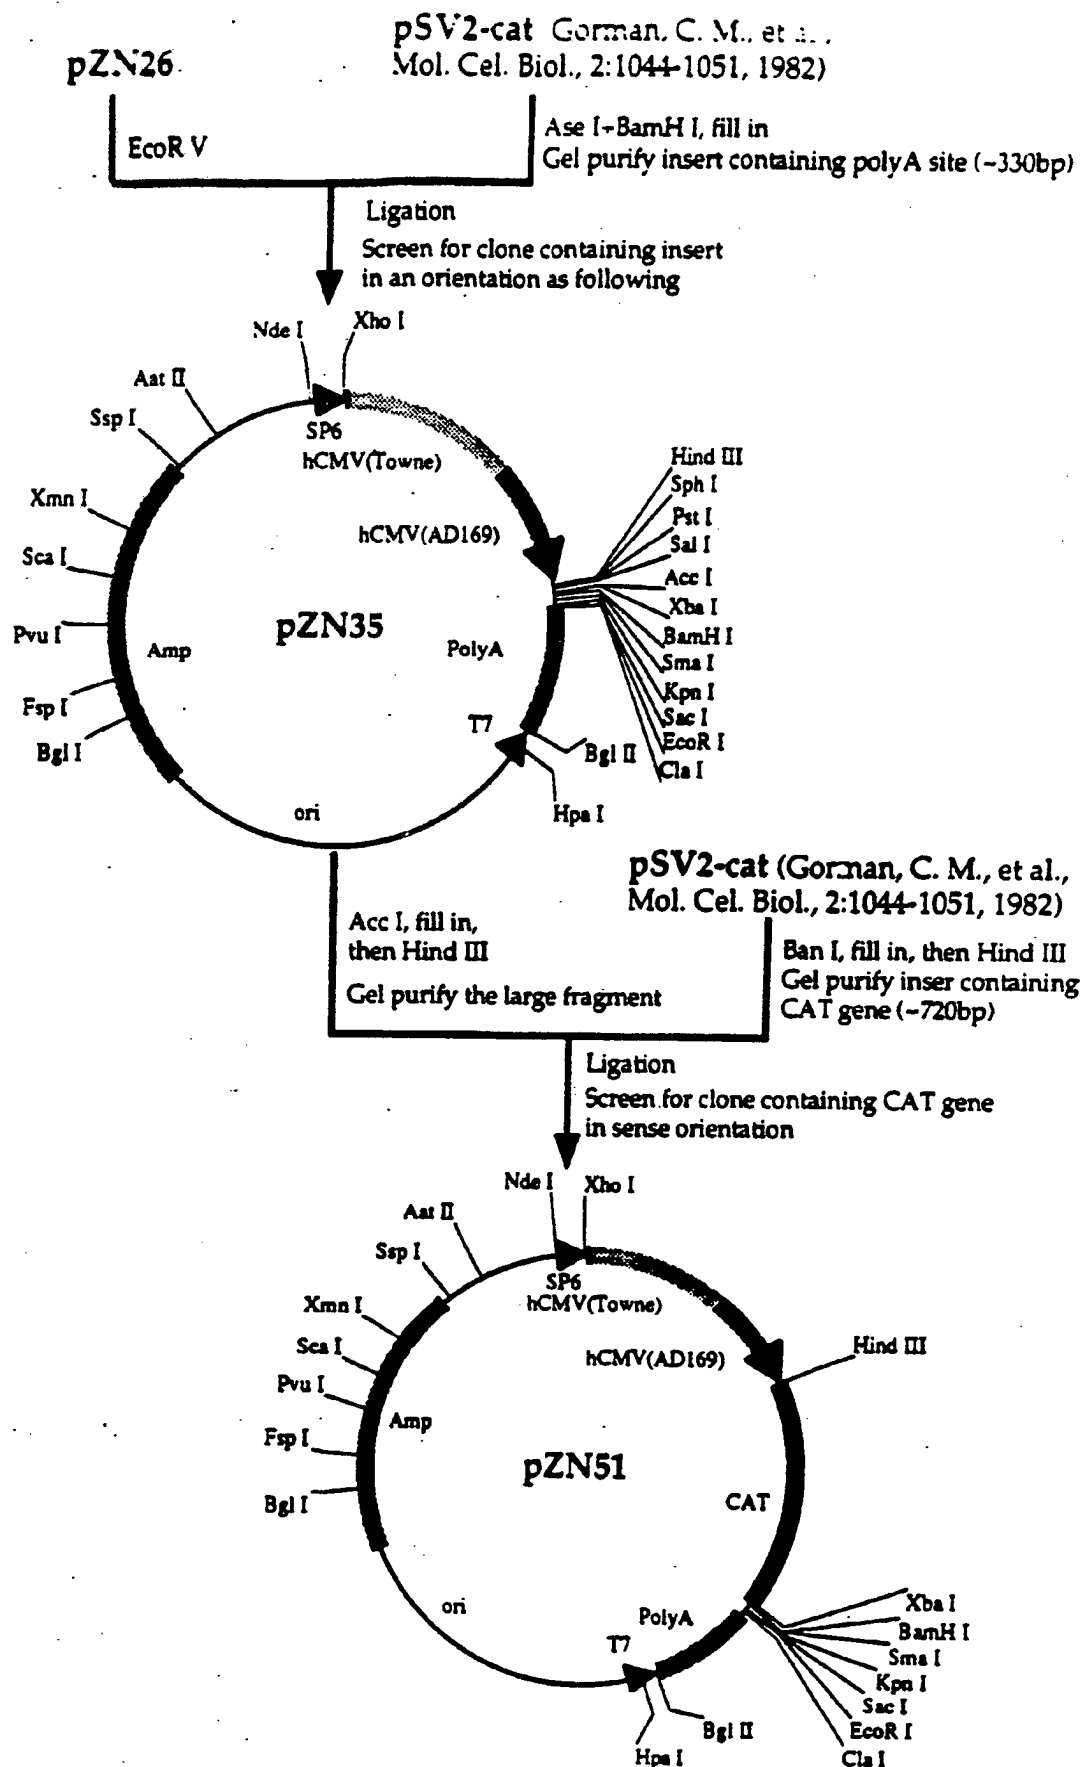 pZN26
pSV2-cat Gorman, C. M., et al.,
Mol. Cel. Biol., 2:1044-1051, 1982)
EcoR V
Ase I+BamH I, fill in
Gel purify insert containing polyA site (~330bp)
Ligation
Screen for clone containing insert
in an orientation as following
Nde I
Xho I
Aat II
Ssp I
Xmn I
Sca I
Pvu I
Fsp I
Bgl I
SP6
hCMV(Towne)
hCMV(AD169)
pZN35
Amp
PolyA
T7
ori
Hind III
Sph I
Pst I
Sal I
Acc I
Xba I
BamH I
Sma I
Kpn I
Sac I
EcoR I
Cla I
Bgl II
Hpa I
pSV2-cat (Gorman, C. M., et al.,
Mol. Cel. Biol., 2:1044-1051, 1982)
Acc I, fill in,
then Hind III
Gel purify the large fragment
Ban I, fill in, then Hind III
Gel purify inser containing
CAT gene (~720bp)
Ligation
Screen for clone containing CAT gene
in sense orientation
Nde I
Xho I
Aat II
Ssp I
Xmn I
Sca I
Pvu I
Fsp I
Bgl I
SP6
hCMV(Towne)
hCMV(AD169)
Hind III
Amp
pZN51
CAT
ori
PolyA
T7
Xba I
BamH I
Sma I
Kpn I
Sac I
EcoR I
Cla I
Bgl II
Hpa I